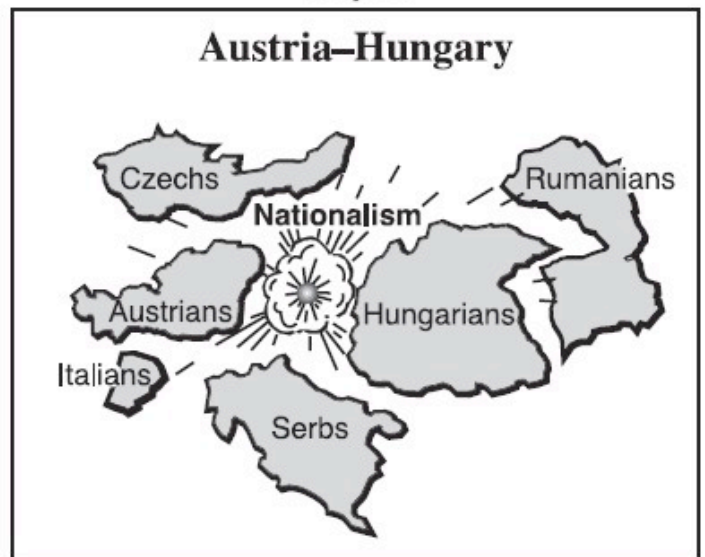 Austria–Hungary
Czechs
Rumanians
Nationalism
Austrians
Hungarians
Italians
Serbs